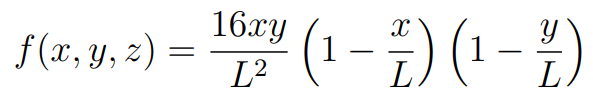 f(x, y, z) = \frac{16xy}{L^2} \left(1 - \frac{x}{L}\right) \left(1 - \frac{y}{L}\right)